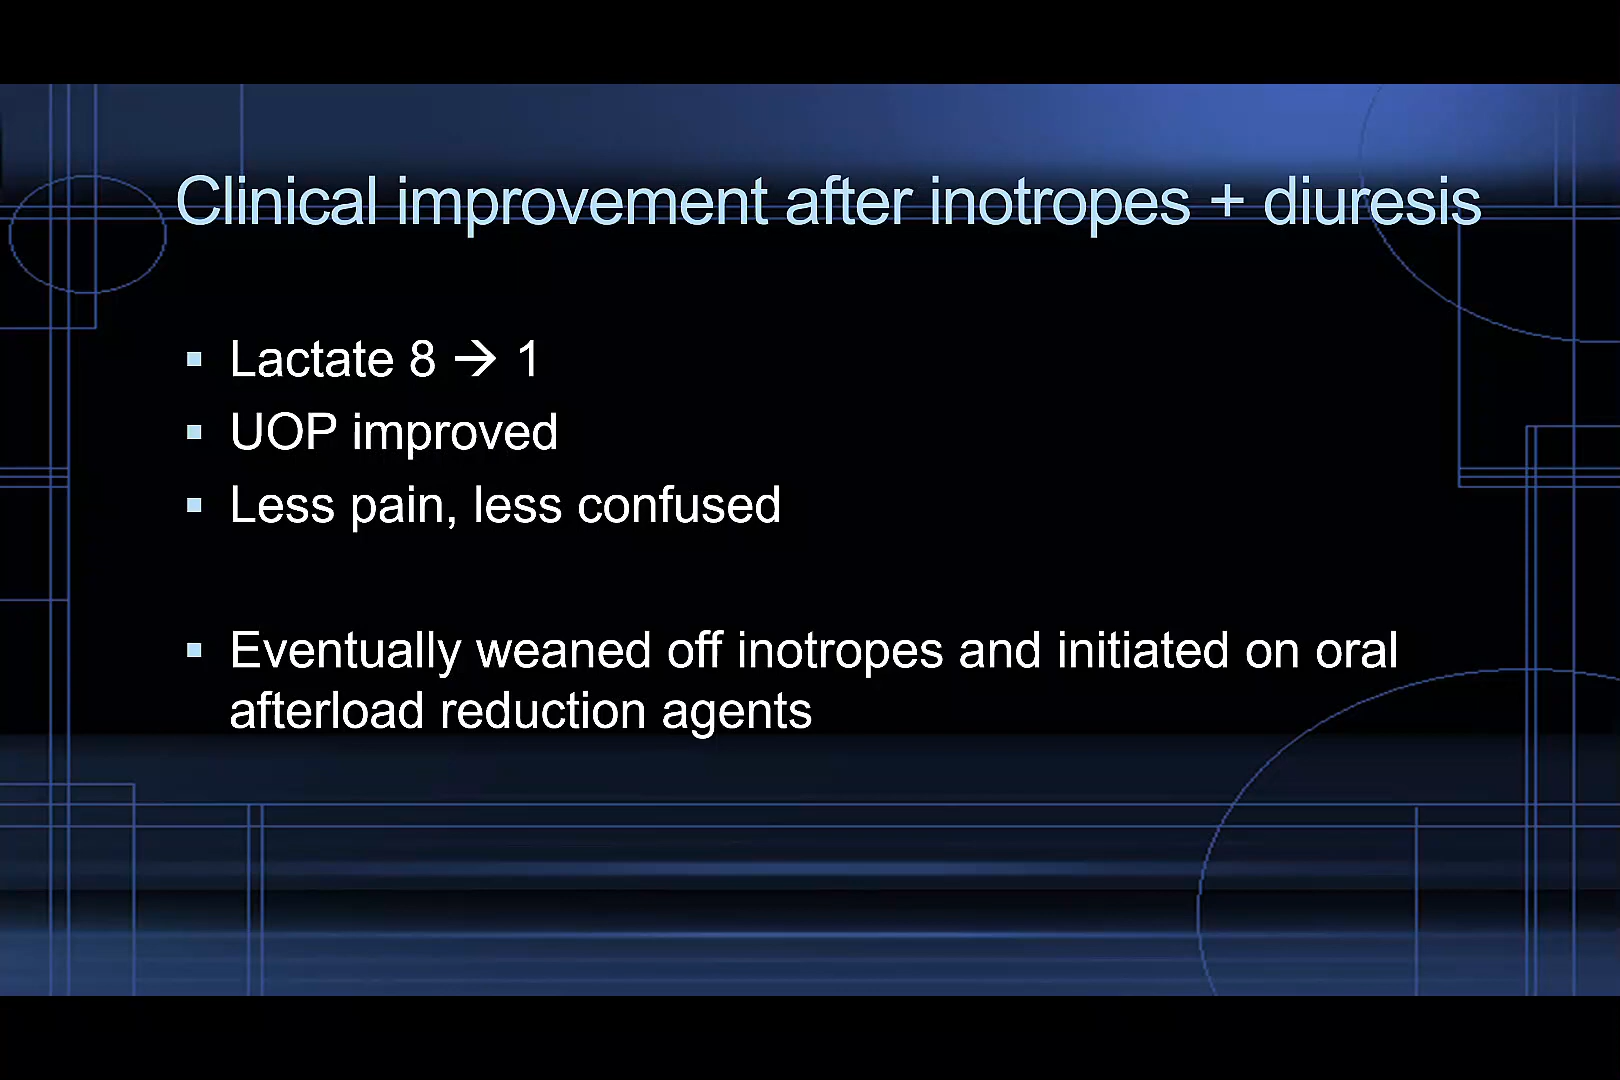 Clinical improvement after inotropes + diuresis
▪ Lactate 8 → 1
▪ UOP improved
▪ Less pain, less confused
▪ Eventually weaned off inotropes and initiated on oral
afterload reduction agents